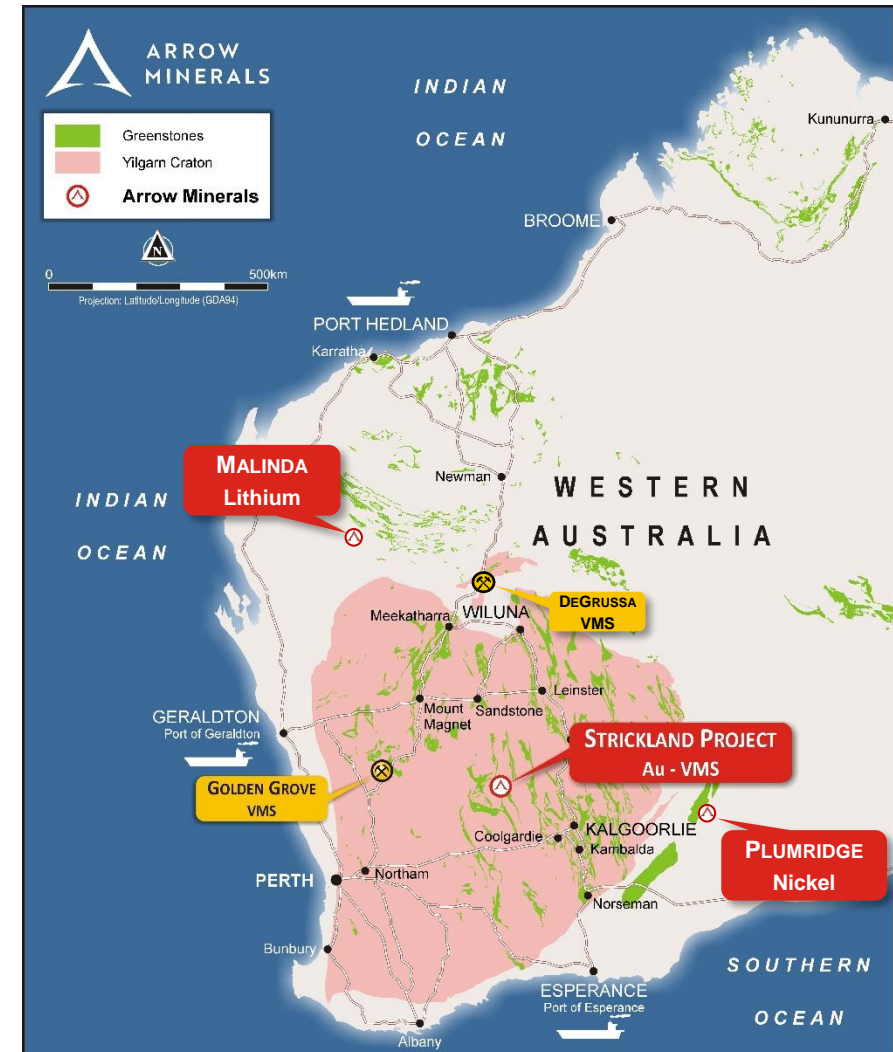 ARROW
MINERALS
Greenstones
Yilgarn Craton
Arrow Minerals
N
0 500km
Projection: Latitude/Longitude (GDA94)
INDIAN
OCEAN
Kununurra
BROOME
PORT HEDLAND
Karratha
MALINDA
Lithium
Newman
WESTERN
AUSTRALIA
INDIAN
OCEAN
DEGRUSSA
VMS
Meekatharra
WILUNA
Leinster
Mount
Magnet
Sandstone
GERALDTON
Port of Geraldton
STRICKLAND PROJECT
Au - VMS
GOLDEN GROVE
VMS
Coolgardie
KALGOORLIE
Kambalda
PLUMRIDGE
Nickel
PERTH
Northam
Norseman
Bunbury
SOUTHERN
OCEAN
ESPERANCE
Port of Esperance
Albany